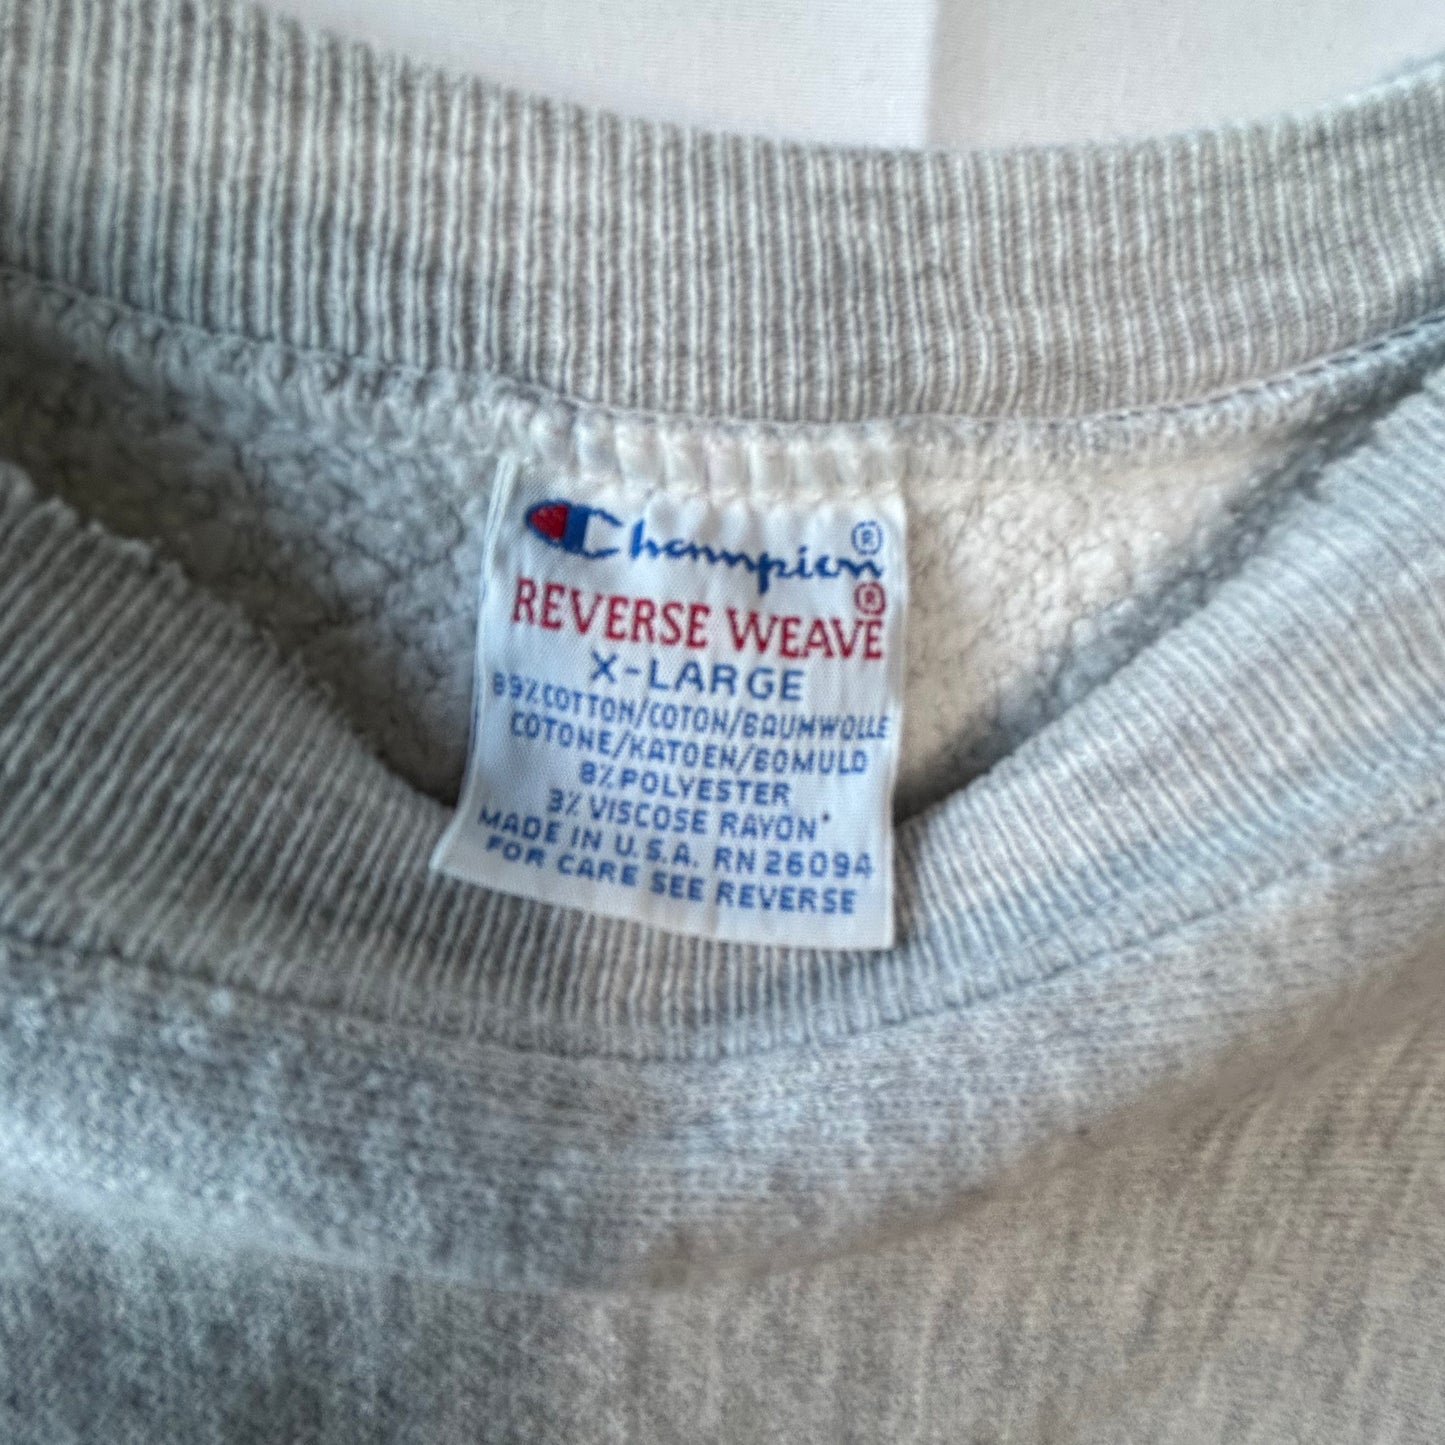 Champion®
REVERSE WEAVE®
X-LARGE
89% COTTON/COTON/BAUMWOLLE
COTONE/KATOEN/BOMULD
8% POLYESTER
3% VISCOSE RAYON*
MADE IN U.S.A. RN 26094
FOR CARE SEE REVERSE